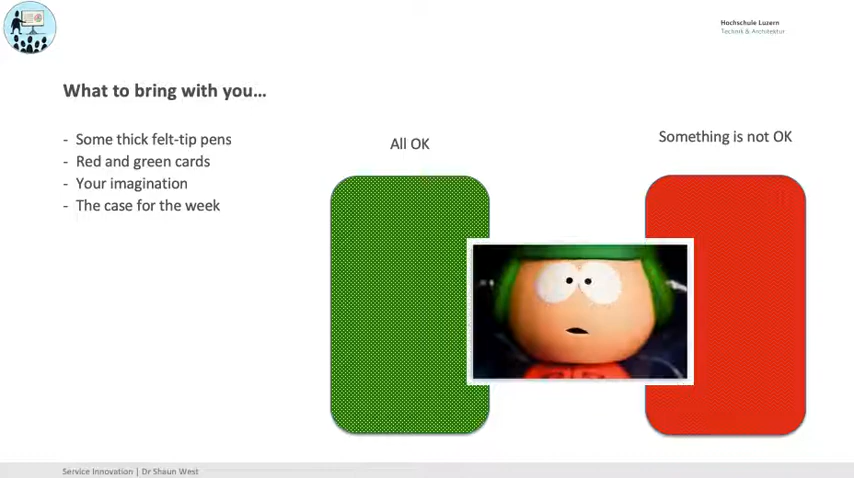 Hochschule Luzern
Technik & Architektur
What to bring with you…
- Some thick felt-tip pens
- Red and green cards
- Your imagination
- The case for the week
All OK
Something is not OK
Service Innovation | Dr Shaun West